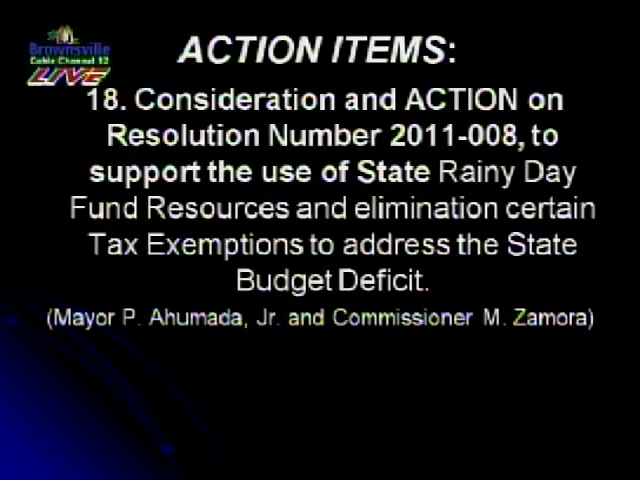 Brownsville
Cable Channel 12
LIVE
ACTION ITEMS:
18. Consideration and ACTION on
Resolution Number 2011-008, to
support the use of State Rainy Day
Fund Resources and elimination certain
Tax Exemptions to address the State
Budget Deficit.
(Mayor P. Ahumada, Jr. and Commissioner M. Zamora)